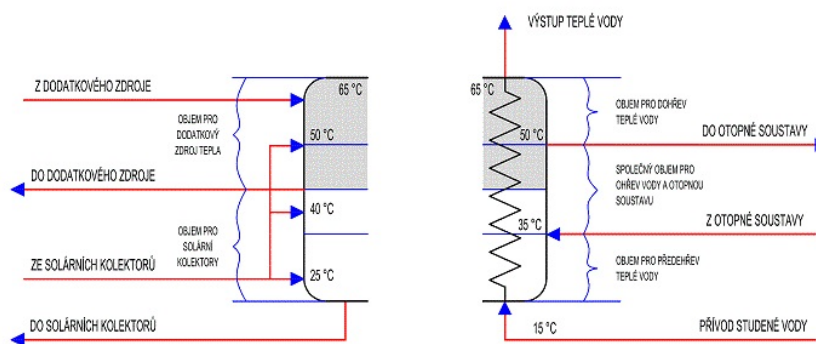 VÝSTUP TEPLÉ VODY
Z DODATKOVÉHO ZDROJE
65 °C
OBJEM PRO
DODATKOVÝ
ZDROJ TEPLA
50 °C
DO DODATKOVÉHO ZDROJE
40 °C
OBJEM PRO
SOLÁRNÍ
KOLEKTORY
ZE SOLÁRNÍCH KOLEKTORŮ
25 °C
DO SOLÁRNÍCH KOLEKTORŮ
65 °C
OBJEM PRO DOHŘEV
TEPLÉ VODY
50 °C
DO OTOPNÉ SOUSTAVY
SPOLEČNÝ OBJEM PRO
OHŘEV VODY A OTOPNOU
SOUSTAVU
35 °C
Z OTOPNÉ SOUSTAVY
OBJEM PRO PŘEDEHŘEV
TEPLÉ VODY
15 °C
PŘÍVOD STUDENÉ VODY